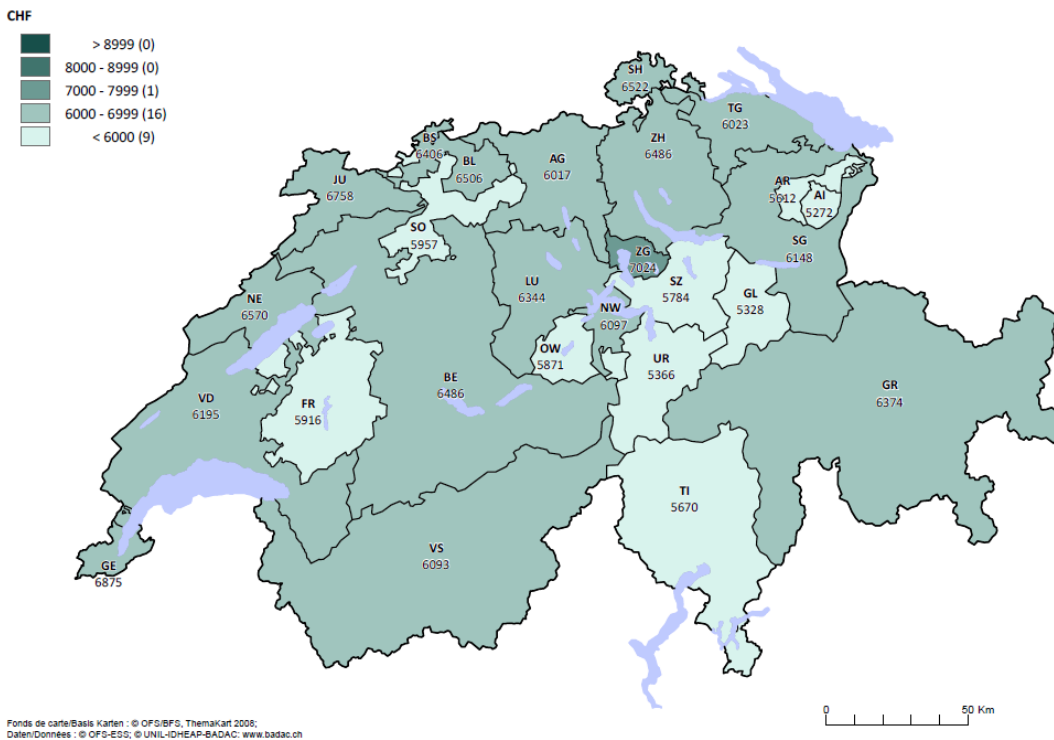 CHF
> 8999 (0)
8000 - 8999 (0)
7000 - 7999 (1)
6000 - 6999 (16)
< 6000 (9)
SH
6522
TG
6023
BS
6406
BL
6506
AG
6017
ZH
6486
JU
6758
AR
5612
AI
5272
SO
5957
SG
6148
ZG
7024
LU
6344
SZ
5784
GL
5328
NE
6570
NW
6097
OW
5871
UR
5366
BE
6486
GR
6374
VD
6195
FR
5916
TI
5670
VS
6093
GE
6875
0 50 Km
Fonds de carte/Basis Karten : © OFS/BFS, ThemaKart 2008;
Daten/Données : © OFS-ESS; © UNIL-IDHEAP-BADAC: www.badac.ch